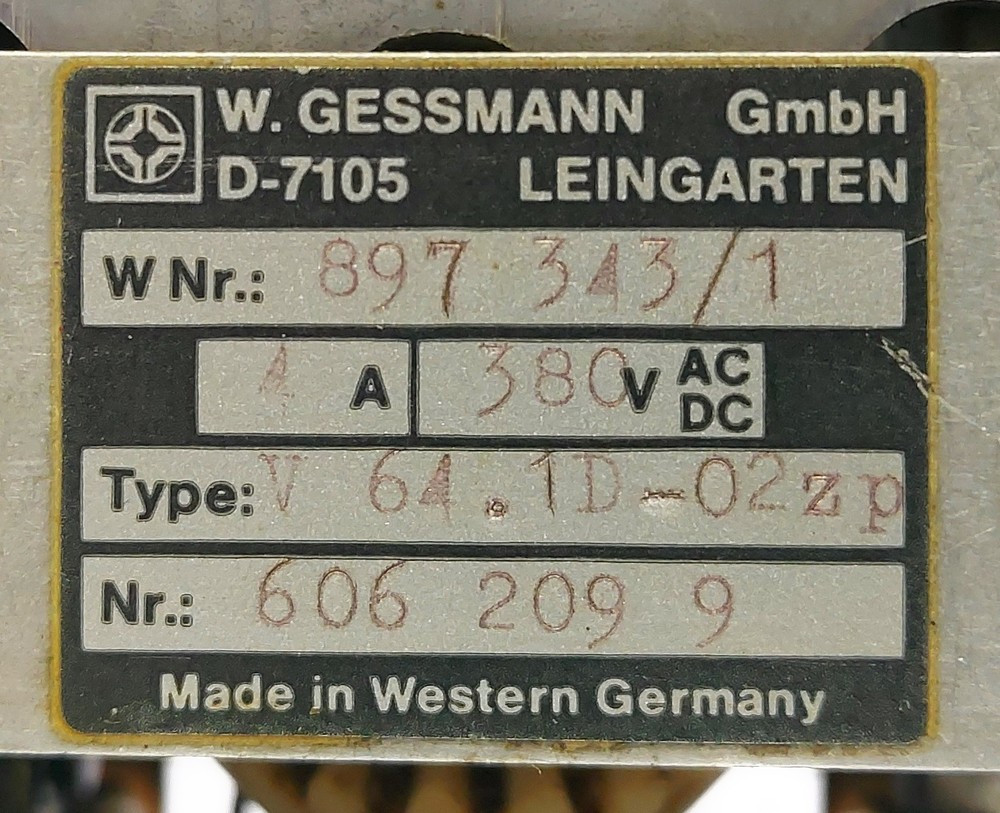 W. GESSMANN GmbH
D-7105 LEINGARTEN
W Nr.: 897 343/1
4 A 380 V AC DC
Type: V 64.1D-02zp
Nr.: 606 209 9
Made in Western Germany